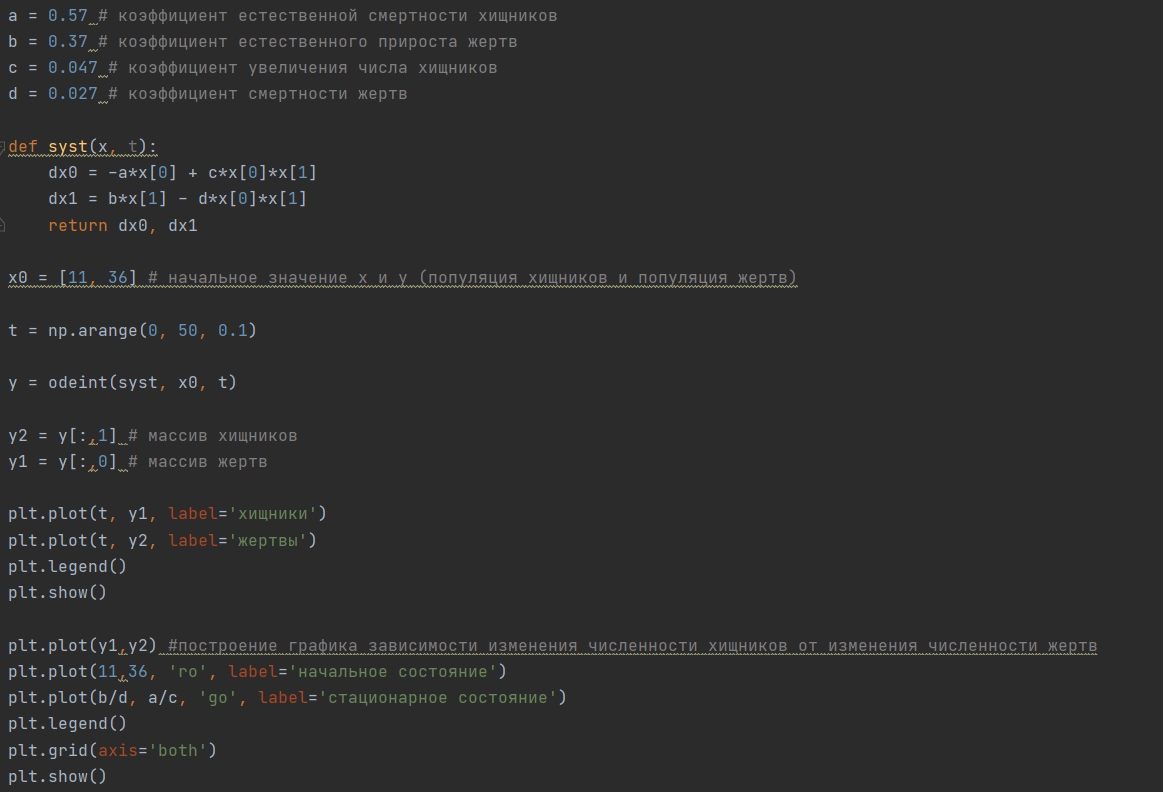 a = 0.57 # коэффициент естественной смертности хищников
b = 0.37 # коэффициент естественного прироста жертв
c = 0.047 # коэффициент увеличения числа хищников
d = 0.027 # коэффициент смертности жертв
def syst(x, t):
    dx0 = -a*x[0] + c*x[0]*x[1]
    dx1 = b*x[1] - d*x[0]*x[1]
    return dx0, dx1
x0 = [11, 36] # начальное значение x и y (популяция хищников и популяция жертв)
t = np.arange(0, 50, 0.1)
y = odeint(syst, x0, t)
y2 = y[:,1] # массив хищников
y1 = y[:,0] # массив жертв
plt.plot(t, y1, label='хищники')
plt.plot(t, y2, label='жертвы')
plt.legend()
plt.show()
plt.plot(y1,y2) #построение графика зависимости изменения численности хищников от изменения численности жертв
plt.plot(11,36, 'ro', label='начальное состояние')
plt.plot(b/d, a/c, 'go', label='стационарное состояние')
plt.legend()
plt.grid(axis='both')
plt.show()